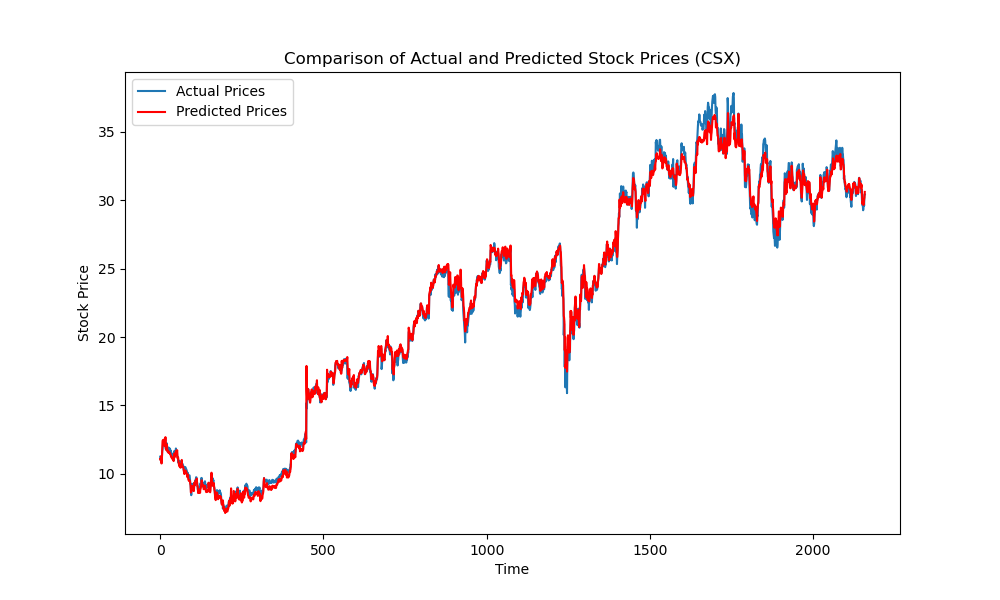 Comparison of Actual and Predicted Stock Prices (CSX)
Actual Prices
Predicted Prices
Stock Price
35
30
25
20
15
10
0 500 1000 1500 2000
Time